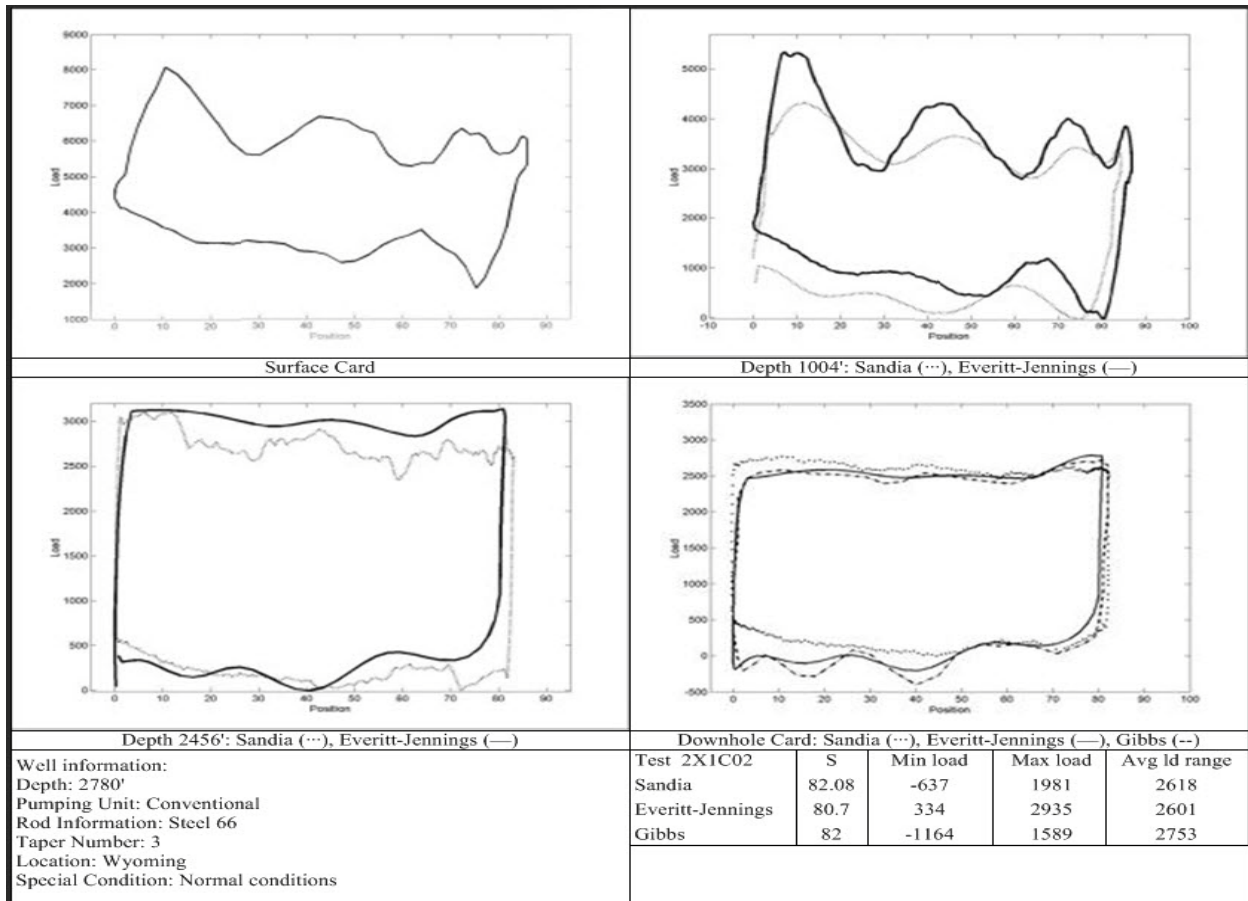 9000
8000
7000
6000
5000
4000
3000
2000
1000
Load
0 10 20 30 40 50 60 70 80 90
Position
Surface Card
5000
4000
3000
2000
1000
0
Load
-10 0 10 20 30 40 50 60 70 80 90 100
Position
Depth 1004': Sandia (···), Everitt-Jennings (—)
3000
2500
2000
1500
1000
500
0
Load
0 10 20 30 40 50 60 70 80 90
Position
Depth 2456': Sandia (···), Everitt-Jennings (—)
3500
3000
2500
2000
1500
1000
500
0
-500
Load
0 10 20 30 40 50 60 70 80 90 100
Position
Downhole Card: Sandia (···), Everitt-Jennings (—), Gibbs (--)
Well information:
Depth: 2780'
Pumping Unit: Conventional
Rod Information: Steel 66
Taper Number: 3
Location: Wyoming
Special Condition: Normal conditions
Test 2X1C02 S Min load Max load Avg ld range
Sandia 82.08 -637 1981 2618
Everitt-Jennings 80.7 334 2935 2601
Gibbs 82 -1164 1589 2753